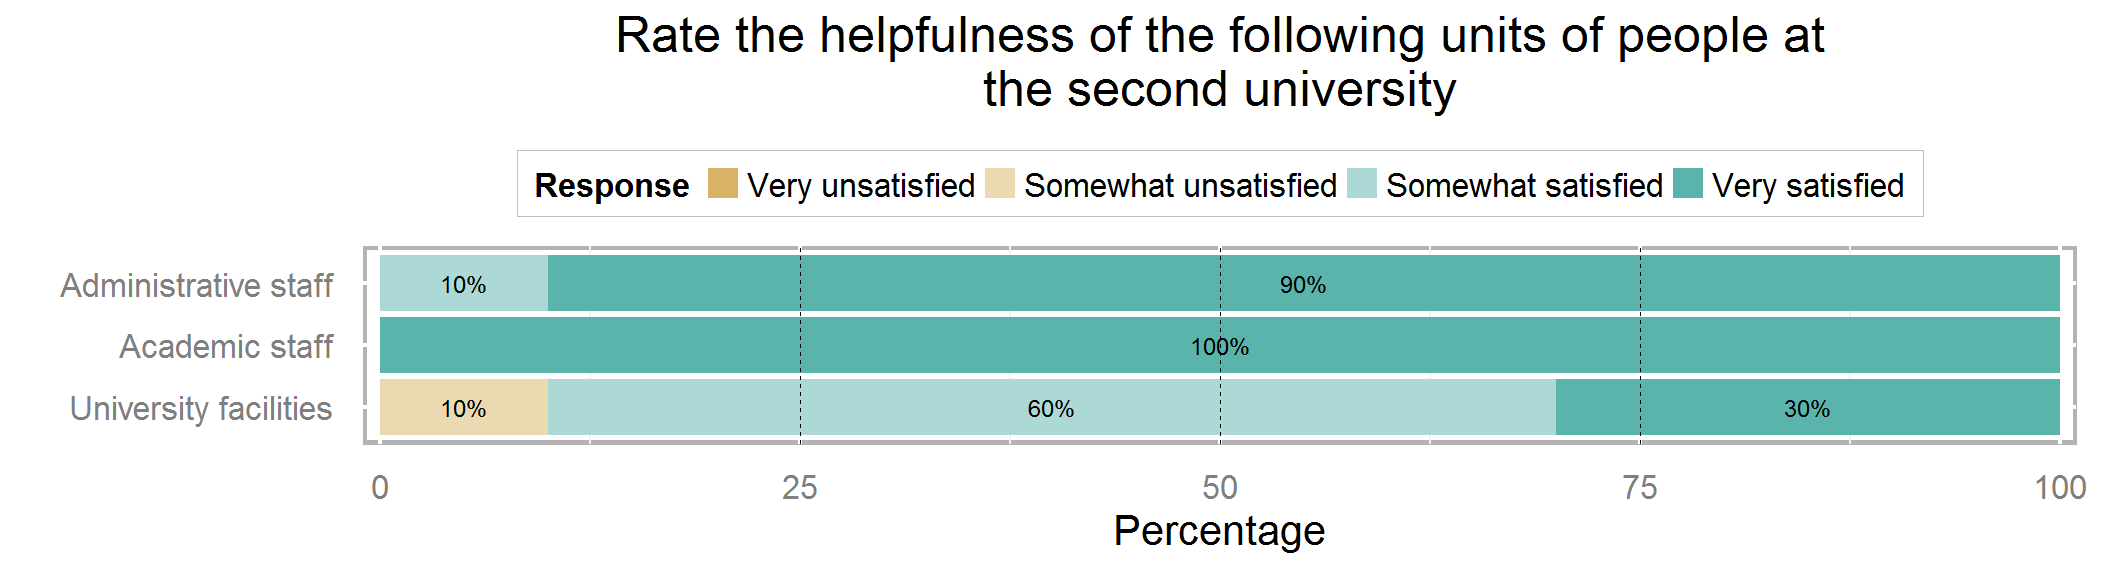 Rate the helpfulness of the following units of people at
the second university
Response Very unsatisfied Somewhat unsatisfied Somewhat satisfied Very satisfied
Administrative staff 10% 90%
Academic staff 100%
University facilities 10% 60% 30%
0 25 50 75 100
Percentage